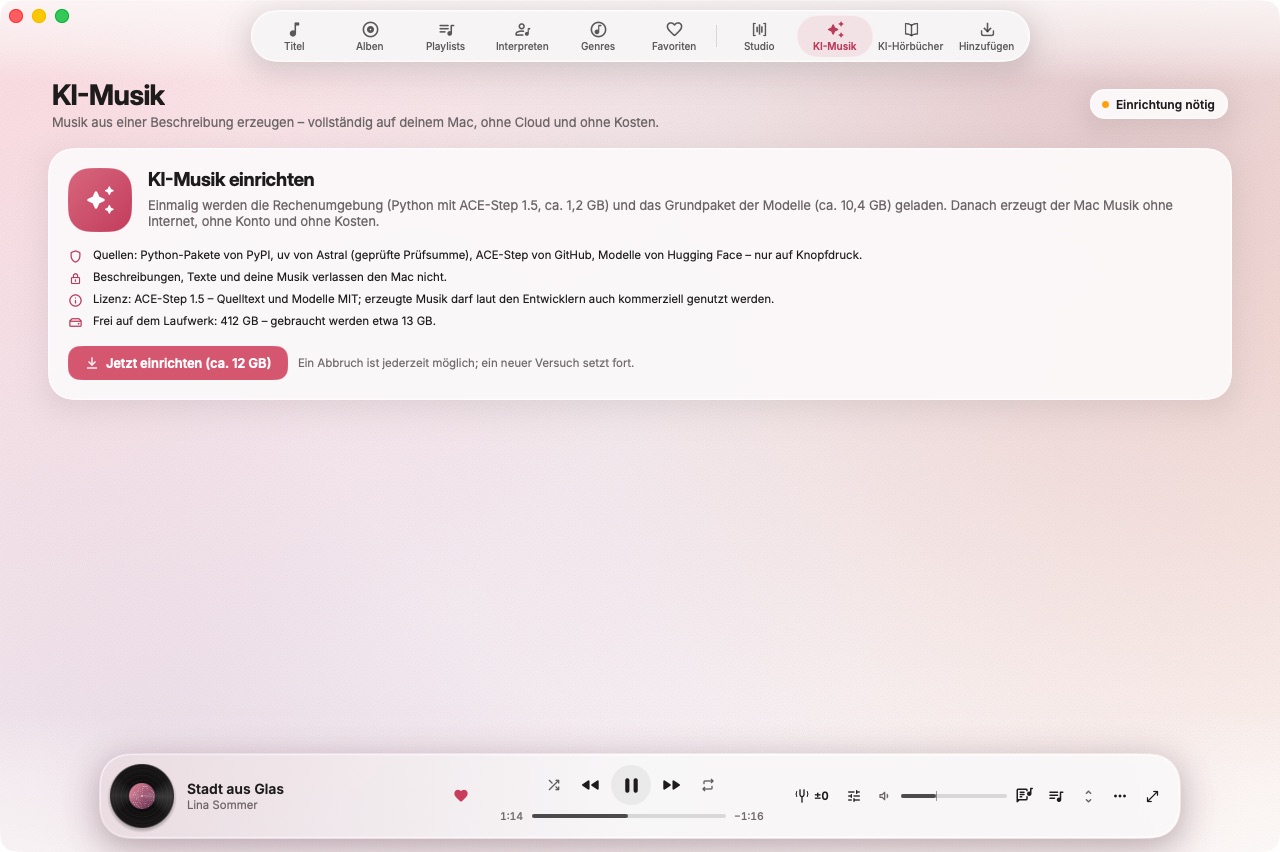 Titel
Alben
Playlists
Interpreten
Genres
Favoriten
Studio
KI-Musik
KI-Hörbücher
Hinzufügen
KI-Musik
Musik aus einer Beschreibung erzeugen – vollständig auf deinem Mac, ohne Cloud und ohne Kosten.
Einrichtung nötig
KI-Musik einrichten
Einmalig werden die Rechenumgebung (Python mit ACE-Step 1.5, ca. 1,2 GB) und das Grundpaket der Modelle (ca. 10,4 GB) geladen. Danach erzeugt der Mac Musik ohne
Internet, ohne Konto und ohne Kosten.
Quellen: Python-Pakete von PyPI, uv von Astral (geprüfte Prüfsumme), ACE-Step von GitHub, Modelle von Hugging Face – nur auf Knopfdruck.
Beschreibungen, Texte und deine Musik verlassen den Mac nicht.
Lizenz: ACE-Step 1.5 – Quelltext und Modelle MIT; erzeugte Musik darf laut den Entwicklern auch kommerziell genutzt werden.
Frei auf dem Laufwerk: 412 GB – gebraucht werden etwa 13 GB.
Jetzt einrichten (ca. 12 GB)
Ein Abbruch ist jederzeit möglich; ein neuer Versuch setzt fort.
Stadt aus Glas
Lina Sommer
1:14
−1:16
±0